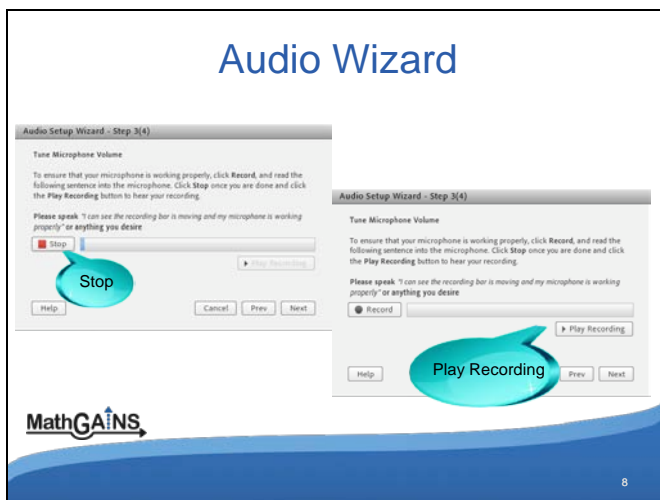 Audio Wizard
Audio Setup Wizard - Step 3(4)
Tune Microphone Volume
To ensure that your microphone is working properly, click Record, and read the
following sentence into the microphone. Click Stop once you are done and click
the Play Recording button to hear your recording.
Please speak "I can see the recording bar is moving and my microphone is working
properly" or anything you desire
Stop
Play Recording
Stop
Help
Cancel
Prev
Next
Audio Setup Wizard - Step 3(4)
Tune Microphone Volume
To ensure that your microphone is working properly, click Record, and read the
following sentence into the microphone. Click Stop once you are done and click
the Play Recording button to hear your recording.
Please speak "I can see the recording bar is moving and my microphone is working
properly" or anything you desire
Record
Play Recording
Play Recording
Help
Prev
Next
MathGAINS
8